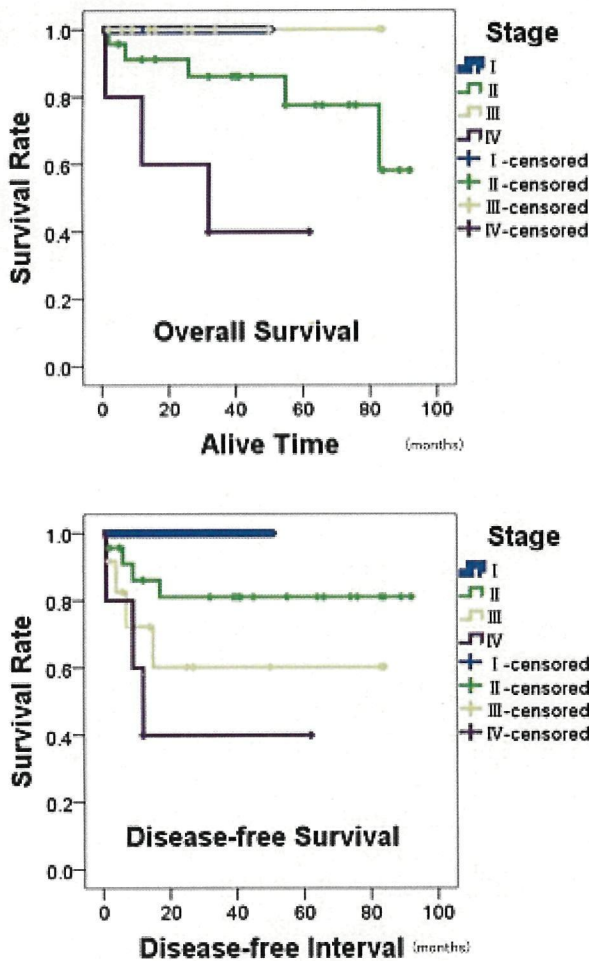 Stage
I
II
III
IV
I-censored
II-censored
III-censored
IV-censored
1.0
0.8
0.6
0.4
0.2
0.0
Survival Rate
Overall Survival
0 20 40 60 80 100
Alive Time (months)
Stage
I
II
III
IV
I-censored
II-censored
III-censored
IV-censored
1.0
0.8
0.6
0.4
0.2
0.0
Survival Rate
Disease-free Survival
0 20 40 60 80 100
Disease-free Interval (months)